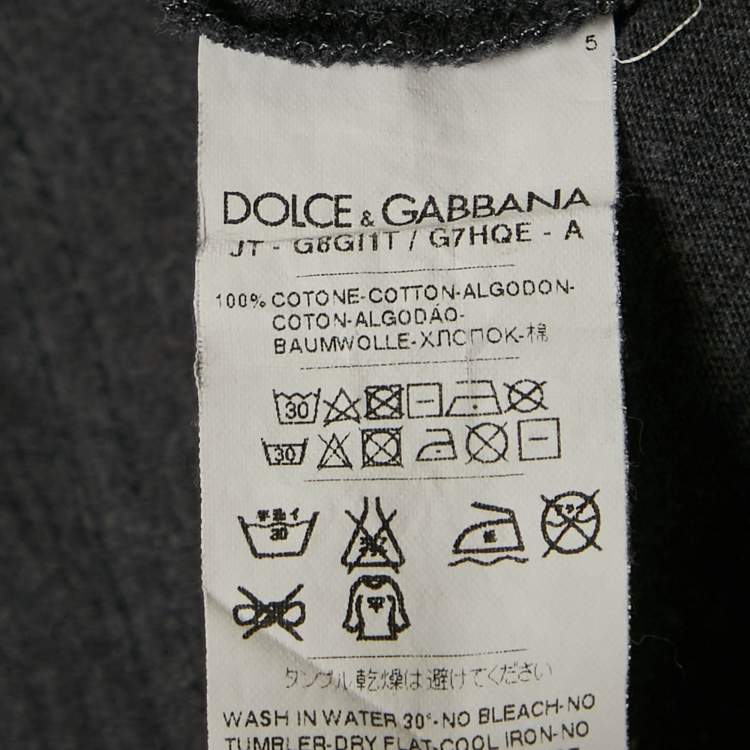 5
DOLCE & GABBANA
JT - G8GI1T / G7HQE - A
100% COTONE-COTTON-ALGODON-
COTON-ALGODÃO-
BAUMWOLLE-ХЛОПОК-棉
30
30
30
タンブル乾燥は避けてください
WASH IN WATER 30°-NO BLEACH-NO
TUMBLER-DRY FLAT-COOL IRON-NO